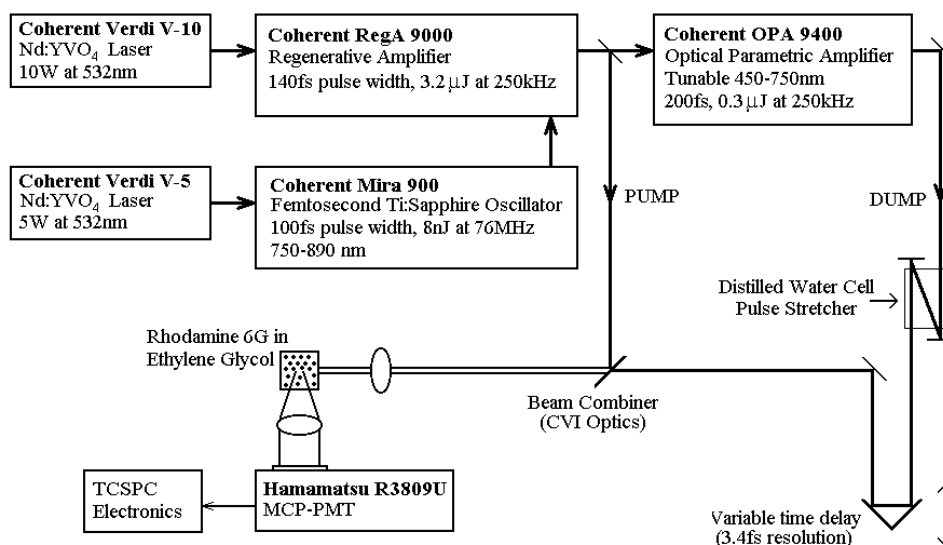 Coherent Verdi V-10
Nd:YVO4 Laser
10W at 532nm
Coherent RegA 9000
Regenerative Amplifier
140fs pulse width, 3.2 μJ at 250kHz
Coherent OPA 9400
Optical Parametric Amplifier
Tunable 450-750nm
200fs, 0.3 μJ at 250kHz
Coherent Verdi V-5
Nd:YVO4 Laser
5W at 532nm
Coherent Mira 900
Femtosecond Ti:Sapphire Oscillator
100fs pulse width, 8nJ at 76MHz
750-890 nm
PUMP
DUMP
Distilled Water Cell
Pulse Stretcher
Rhodamine 6G in
Ethylene Glycol
Beam Combiner
(CVI Optics)
TCSPC
Electronics
Hamamatsu R3809U
MCP-PMT
Variable time delay
(3.4fs resolution)